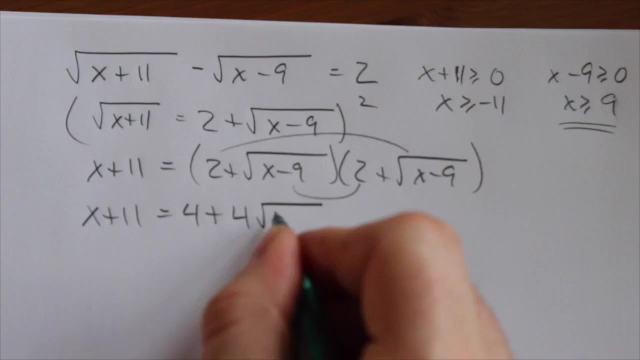 √(x+11) - √(x-9) = 2 x+11 ≥ 0 x-9 ≥ 0
(√(x+11) = 2+√(x-9))² x ≥ -11 x ≥ 9
x+11 = (2+√(x-9))(2+√(x-9))
x+11 = 4+4√